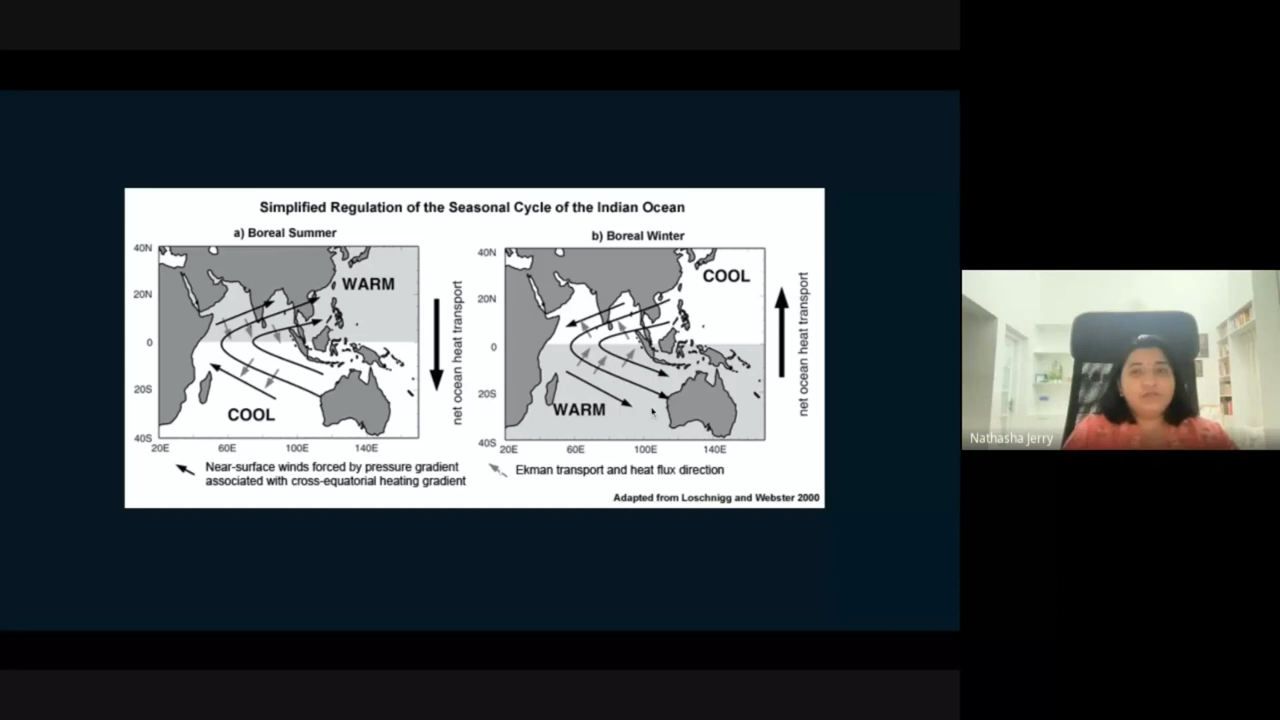 Simplified Regulation of the Seasonal Cycle of the Indian Ocean
a) Boreal Summer
40N
20N
0
20S
40S
20E
60E
100E
140E
WARM
COOL
net ocean heat transport
b) Boreal Winter
40N
20N
0
20S
40S
20E
60E
100E
140E
COOL
WARM
net ocean heat transport
Near-surface winds forced by pressure gradient
associated with cross-equatorial heating gradient
Ekman transport and heat flux direction
Adapted from Loschnigg and Webster 2000
Nathasha Jerry